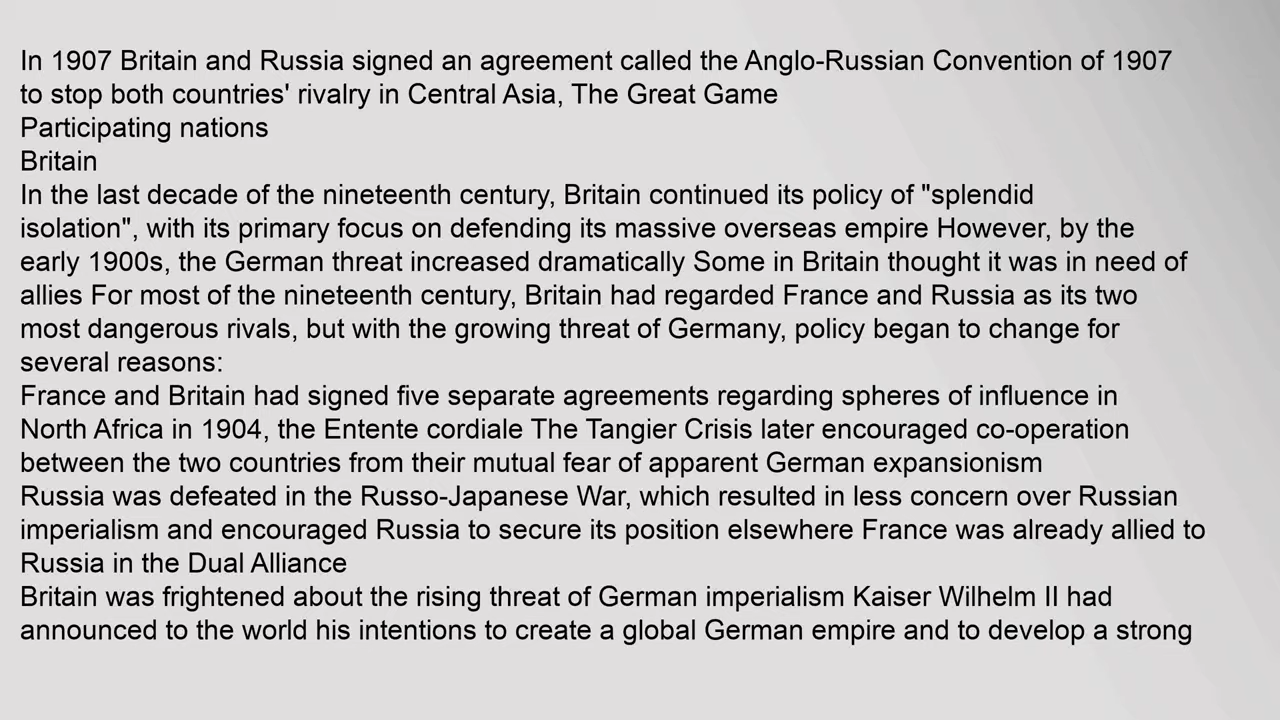 In 1907 Britain and Russia signed an agreement called the Anglo-Russian Convention of 1907
to stop both countries' rivalry in Central Asia, The Great Game
Participating nations
Britain
In the last decade of the nineteenth century, Britain continued its policy of "splendid
isolation", with its primary focus on defending its massive overseas empire However, by the
early 1900s, the German threat increased dramatically Some in Britain thought it was in need of
allies For most of the nineteenth century, Britain had regarded France and Russia as its two
most dangerous rivals, but with the growing threat of Germany, policy began to change for
several reasons:
France and Britain had signed five separate agreements regarding spheres of influence in
North Africa in 1904, the Entente cordiale The Tangier Crisis later encouraged co-operation
between the two countries from their mutual fear of apparent German expansionism
Russia was defeated in the Russo-Japanese War, which resulted in less concern over Russian
imperialism and encouraged Russia to secure its position elsewhere France was already allied to
Russia in the Dual Alliance
Britain was frightened about the rising threat of German imperialism Kaiser Wilhelm II had
announced to the world his intentions to create a global German empire and to develop a strong